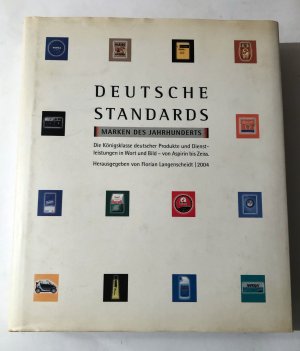 DEUTSCHE
STANDARDS
MARKEN DES JAHRHUNDERTS
Die Königsklasse deutscher Produkte und Dienst-
leistungen in Wort und Bild – von Aspirin bis Zeiss.
Herausgegeben von Florian Langenscheidt | 2004